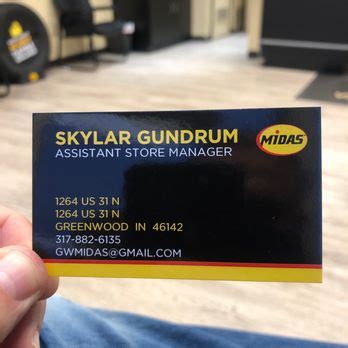 SKYLAR GUNDRUM
MIDAS
ASSISTANT STORE MANAGER
1264 US 31 N
1264 US 31 N
GREENWOOD IN 46142
317-882-6135
GWMIDAS@GMAIL.COM